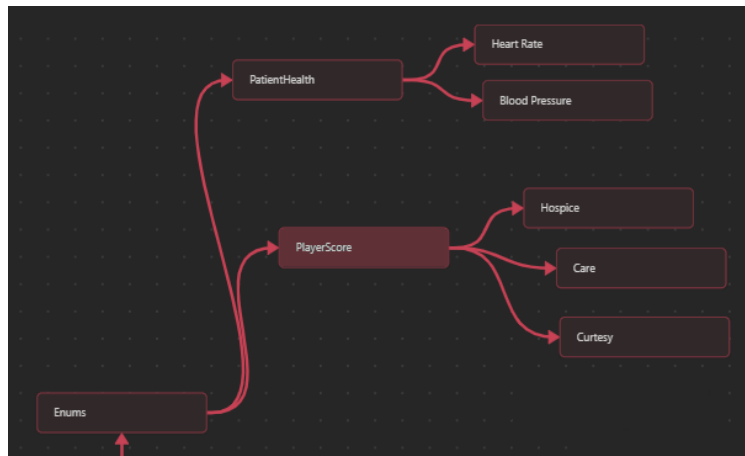 Heart Rate
PatientHealth
Blood Pressure
Hospice
PlayerScore
Care
Curtesy
Enums